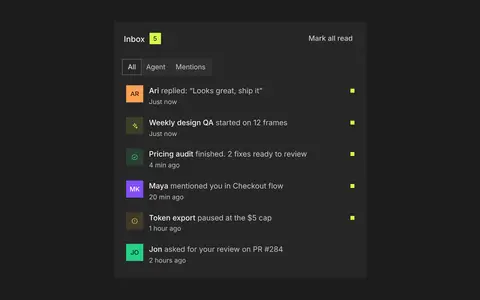 Inbox 5 Mark all read
All Agent Mentions
AR Ari replied: “Looks great, ship it”
Just now
Weekly design QA started on 12 frames
Just now
Pricing audit finished. 2 fixes ready to review
4 min ago
MK Maya mentioned you in Checkout flow
20 min ago
Token export paused at the $5 cap
1 hour ago
JO Jon asked for your review on PR #284
2 hours ago